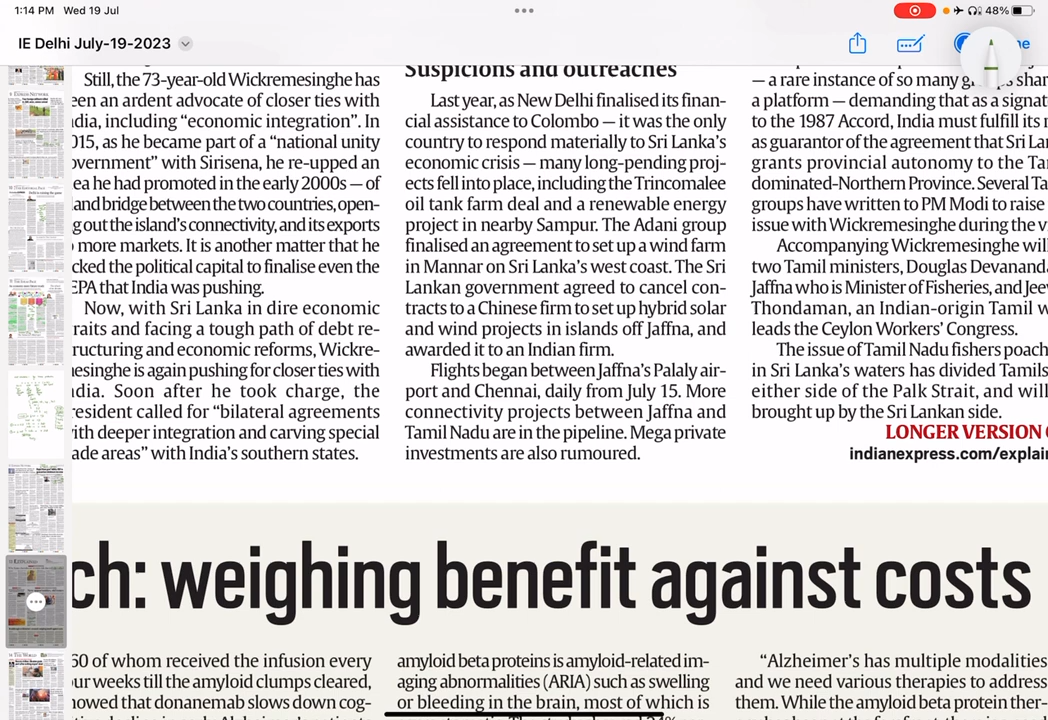 1:14 PM Wed 19 Jul
48%
IE Delhi July-19-2023
Still, the 73-year-old Wickremesinghe has
een an ardent advocate of closer ties with
dia, including “economic integration”. In
015, as he became part of a “national unity
overnment” with Sirisena, he re-upped an
ea he had promoted in the early 2000s — of
and bridge between the two countries, open-
g out the island’s connectivity, and its exports
more markets. It is another matter that he
cked the political capital to finalise even the
EPA that India was pushing.
Now, with Sri Lanka in dire economic
raits and facing a tough path of debt re-
ructuring and economic reforms, Wickre-
esinghe is again pushing for closer ties with
dia. Soon after he took charge, the
resident called for “bilateral agreements
ith deeper integration and carving special
ade areas” with India’s southern states.
Suspicions and outreaches
Last year, as New Delhi finalised its finan-
cial assistance to Colombo — it was the only
country to respond materially to Sri Lanka’s
economic crisis — many long-pending proj-
ects fell into place, including the Trincomalee
oil tank farm deal and a renewable energy
project in nearby Sampur. The Adani group
finalised an agreement to set up a wind farm
in Mannar on Sri Lanka’s west coast. The Sri
Lankan government agreed to cancel con-
tracts to a Chinese firm to set up hybrid solar
and wind projects in islands off Jaffna, and
awarded it to an Indian firm.
Flights began between Jaffna’s Palaly air-
port and Chennai, daily from July 15. More
connectivity projects between Jaffna and
Tamil Nadu are in the pipeline. Mega private
investments are also rumoured.
— a rare instance of so many shar
a platform — demanding that as a signat
to the 1987 Accord, India must fulfill its r
as guarantor of the agreement that Sri Lan
grants provincial autonomy to the Ta
dominated-Northern Province. Several Ta
groups have written to PM Modi to raise
issue with Wickremesinghe during the v
Accompanying Wickremesinghe will
two Tamil ministers, Douglas Devananda
Jaffna who is Minister of Fisheries, and Jeev
Thondaman, an Indian-origin Tamil w
leads the Ceylon Workers’ Congress.
The issue of Tamil Nadu fishers poach
in Sri Lanka’s waters has divided Tamils
either side of the Palk Strait, and will
brought up by the Sri Lankan side.
LONGER VERSION
indianexpress.com/explain
ch: weighing benefit against costs
60 of whom received the infusion every
ur weeks till the amyloid clumps cleared,
howed that donanemab slows down cog-
amyloid beta proteins is amyloid-related im-
aging abnormalities (ARIA) such as swelling
or bleeding in the brain, most of which is
“Alzheimer’s has multiple modalities
and we need various therapies to address
them. While the amyloid beta protein ther-